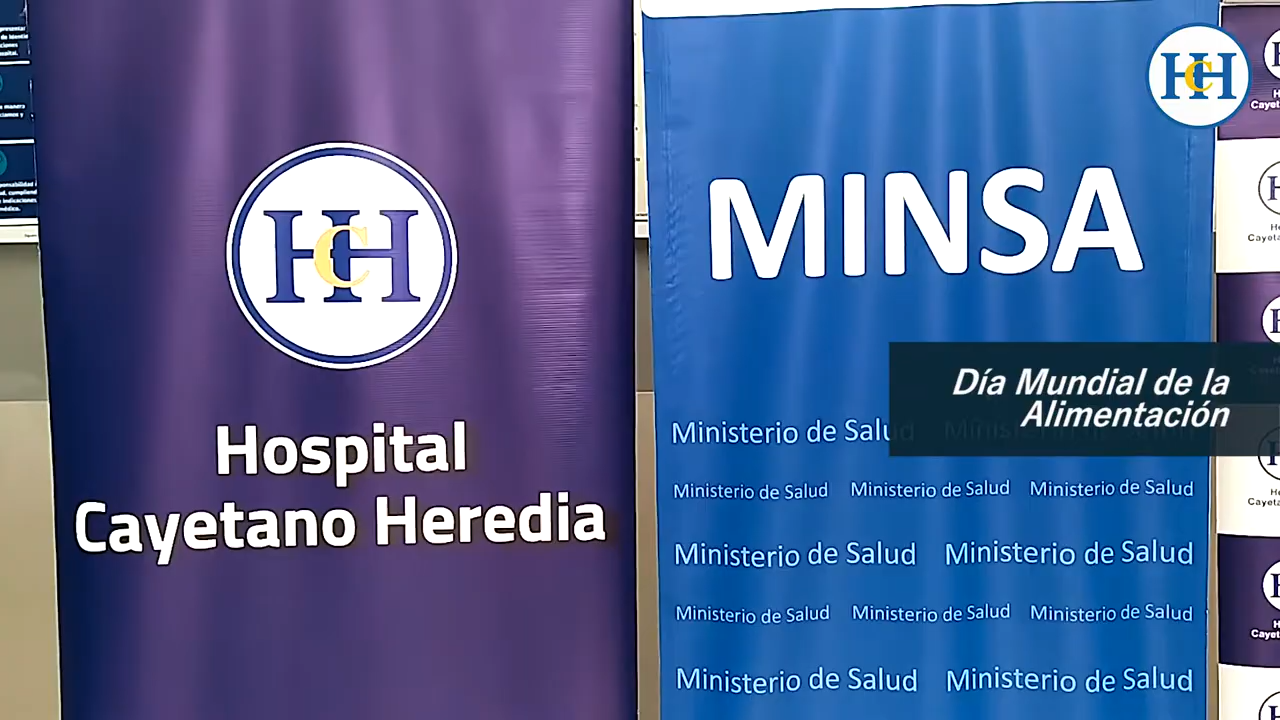 HCH
Hospital
Cayetano Heredia
MINSA
Ministerio de Salud
Ministerio de Salud Ministerio de Salud Ministerio de Salud
Ministerio de Salud Ministerio de Salud
Ministerio de Salud Ministerio de Salud Ministerio de Salud
Ministerio de Salud Ministerio de Salud
HCH
Día Mundial de la
Alimentación